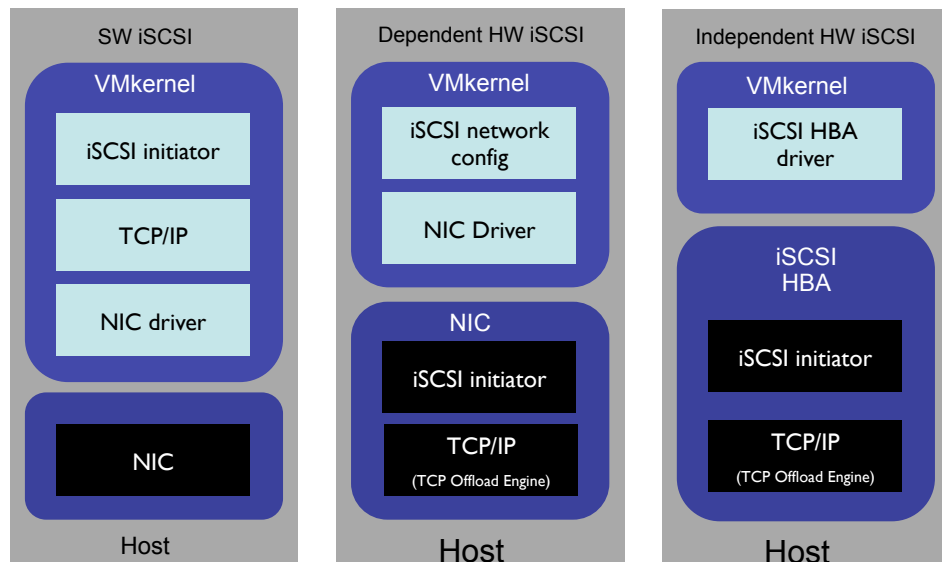 SW iSCSI
VMkernel
iSCSI initiator
TCP/IP
NIC driver
NIC
Host
Dependent HW iSCSI
VMkernel
iSCSI network
config
NIC Driver
NIC
iSCSI initiator
TCP/IP
(TCP Offload Engine)
Host
Independent HW iSCSI
VMkernel
iSCSI HBA
driver
iSCSI
HBA
iSCSI initiator
TCP/IP
(TCP Offload Engine)
Host